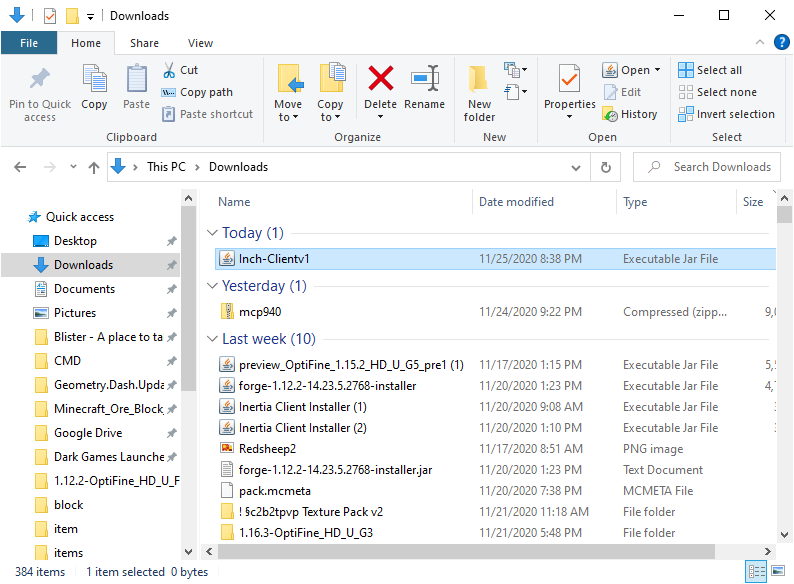 Downloads
File Home Share View
Pin to Quick access
Copy
Paste
Cut
Copy path
Paste shortcut
Clipboard
Move to
Copy to
Delete
Rename
Organize
New folder
New
Properties
Open
Edit
History
Open
Select all
Select none
Invert selection
Select
This PC > Downloads
Search Downloads
Quick access
Desktop
Downloads
Documents
Pictures
Blister - A place to ta
CMD
Geometry.Dash.Upda
Minecraft_Ore_Block
Google Drive
Dark Games Launche
1.12.2-OptiFine_HD_U_F
block
item
items
Name Date modified Type Size
Today (1)
Inch-Clientv1 11/25/2020 8:38 PM Executable Jar File
Yesterday (1)
mcp940 11/24/2020 9:22 PM Compressed (zipp... 9,0
Last week (10)
preview_OptiFine_1.15.2_HD_U_G5_pre1 (1) 11/17/2020 1:15 PM Executable Jar File 5,5
forge-1.12.2-14.23.5.2768-installer 11/20/2020 1:23 PM Executable Jar File 4,7
Inertia Client Installer (1) 11/20/2020 9:08 AM Executable Jar File
Inertia Client Installer (2) 11/20/2020 1:10 PM Executable Jar File
Redsheep2 11/17/2020 8:51 AM PNG image
forge-1.12.2-14.23.5.2768-installer.jar 11/20/2020 1:23 PM Text Document
pack.mcmeta 11/20/2020 7:38 PM MCMETA File
! §c2b2tpvp Texture Pack v2 11/21/2020 11:18 AM File folder
1.16.3-OptiFine_HD_U_G3 11/21/2020 5:48 PM File folder
384 items 1 item selected 0 bytes